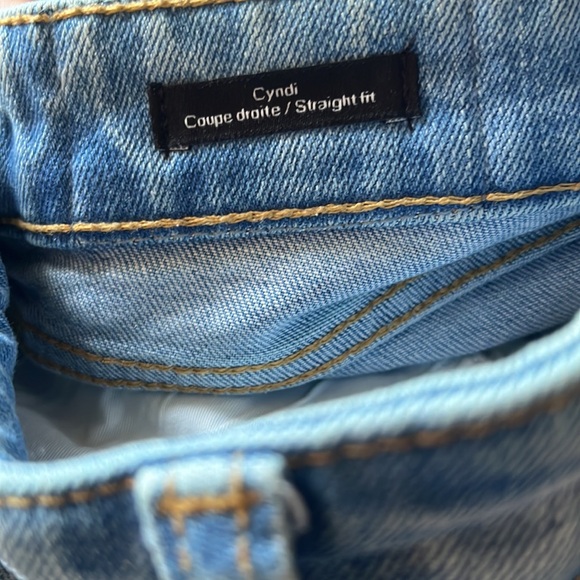 Cyndi
Coupe droite / Straight fit